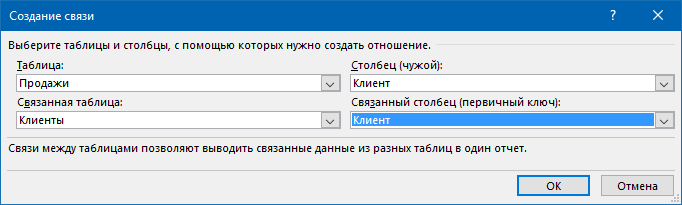 Создание связи
?
Выберите таблицы и столбцы, с помощью которых нужно создать отношение.
Таблица: Столбец (чужой):
Продажи Клиент
Связанная таблица: Связанный столбец (первичный ключ):
Клиенты Клиент
Связи между таблицами позволяют выводить связанные данные из разных таблиц в один отчет.
ОК Отмена